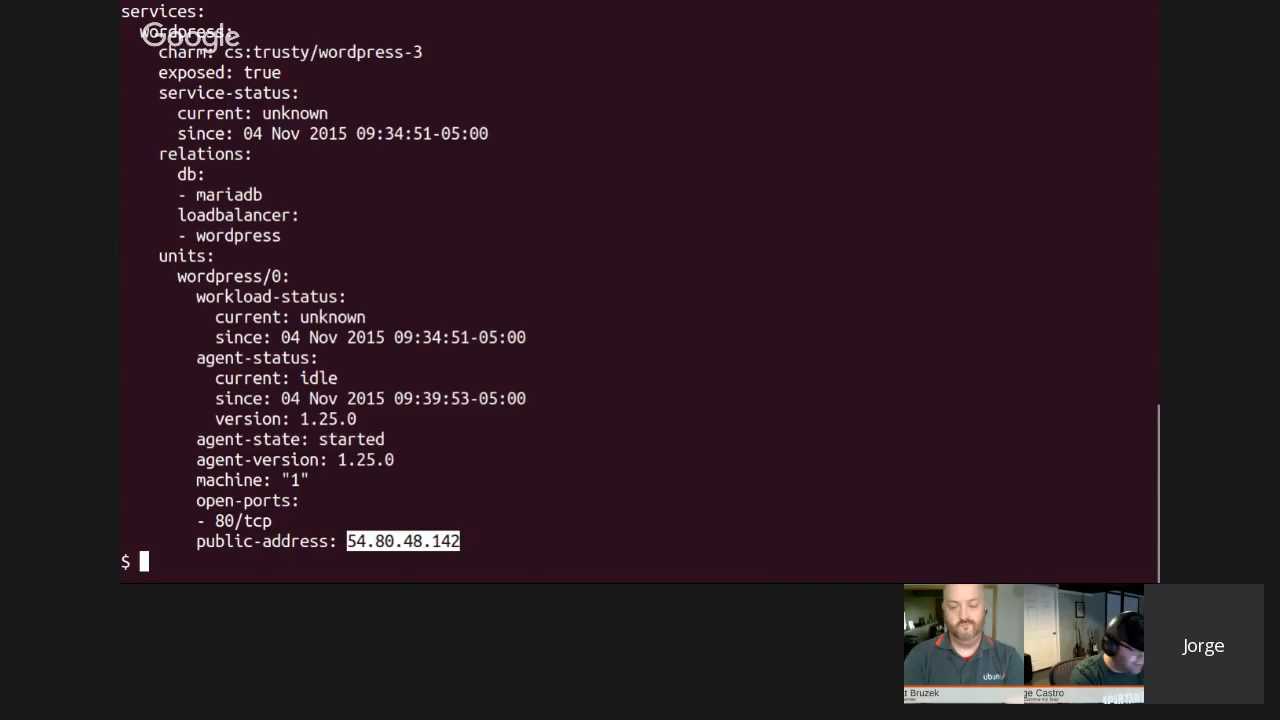 services:
wordpress:
Google
charm: cs:trusty/wordpress-3
exposed: true
service-status:
current: unknown
since: 04 Nov 2015 09:34:51-05:00
relations:
db:
- mariadb
loadbalancer:
- wordpress
units:
wordpress/0:
workload-status:
current: unknown
since: 04 Nov 2015 09:34:51-05:00
agent-status:
current: idle
since: 04 Nov 2015 09:39:53-05:00
version: 1.25.0
agent-state: started
agent-version: 1.25.0
machine: "1"
open-ports:
- 80/tcp
public-address: 54.80.48.142
$
Jorge
t Bruzek
ge Castro